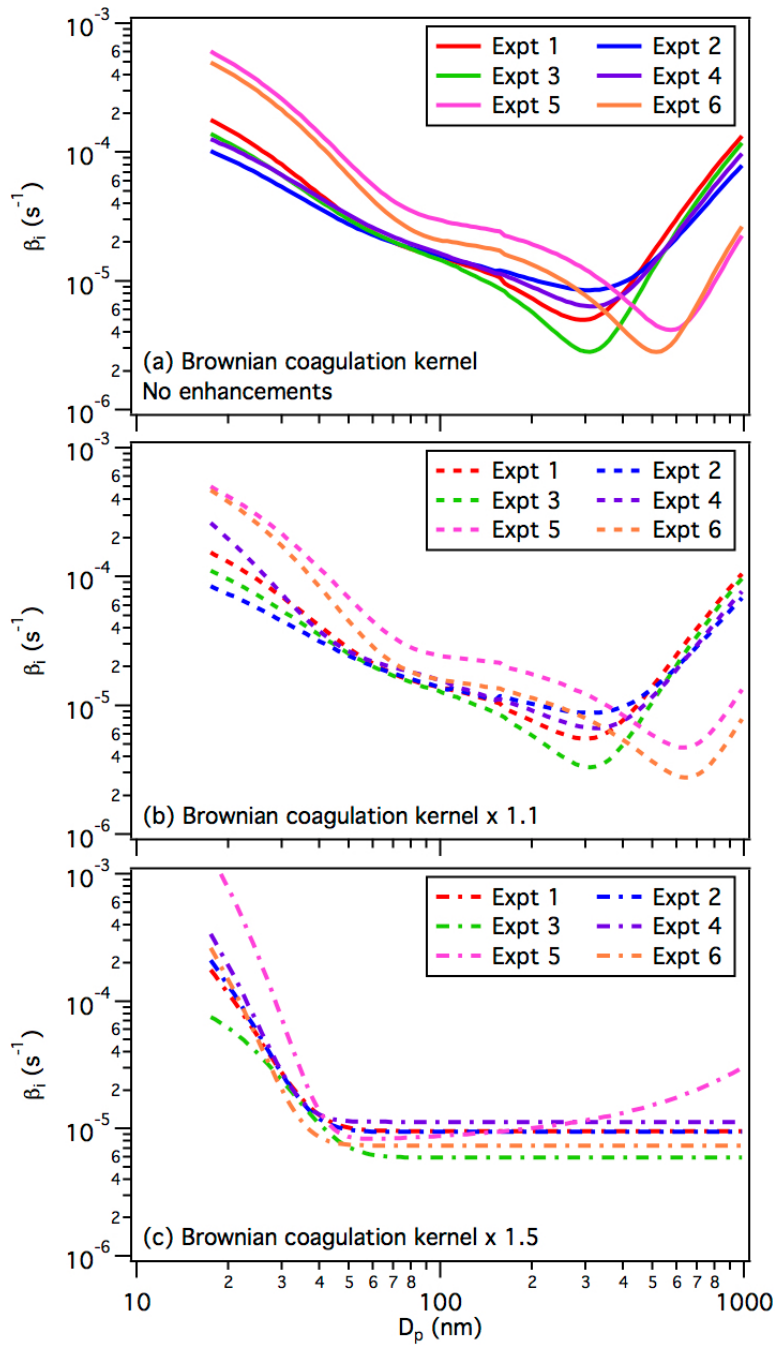 10-3
6
4
2
10-4
6
4
2
10-5
6
4
2
10-6
βi (s-1)
Expt 1 Expt 2
Expt 3 Expt 4
Expt 5 Expt 6
(a) Brownian coagulation kernel
No enhancements
10-3
6
4
2
10-4
6
4
2
10-5
6
4
2
10-6
βi (s-1)
Expt 1 Expt 2
Expt 3 Expt 4
Expt 5 Expt 6
(b) Brownian coagulation kernel x 1.1
10-3
6
4
2
10-4
6
4
2
10-5
6
4
2
10-6
βi (s-1)
Expt 1 Expt 2
Expt 3 Expt 4
Expt 5 Expt 6
(c) Brownian coagulation kernel x 1.5
10 2 3 4 5 6 7 8 100 2 3 4 5 6 7 8 1000
Dp (nm)